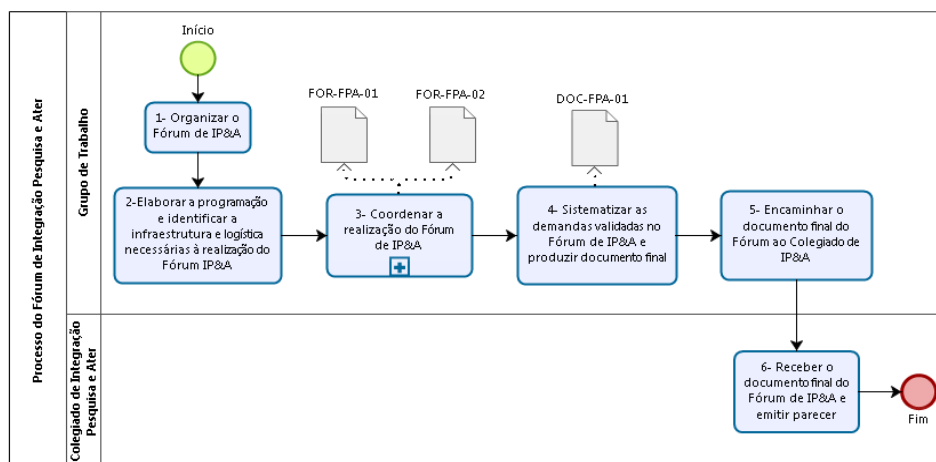 Processo do Fórum de Integração Pesquisa e Ater
Grupo de Trabalho
Início
1- Organizar o
Fórum de IP&A
2-Elaborar a programação
e identificar a
infraestrutura e logística
necessárias à realização do
Fórum IP&A
FOR-FPA-01
FOR-FPA-02
3- Coordenar a
realização do Fórum
de IP&A
DOC-FPA-01
4- Sistematizar as
demandas validadas no
Fórum de IP&A e
produzir documento final
5- Encaminhar o
documento final do
Fórum ao Colegiado de
IP&A
Colegiado de Integração
Pesquisa e Ater
6- Receber o
documento final do
Fórum de IP&A e
emitir parecer
Fim